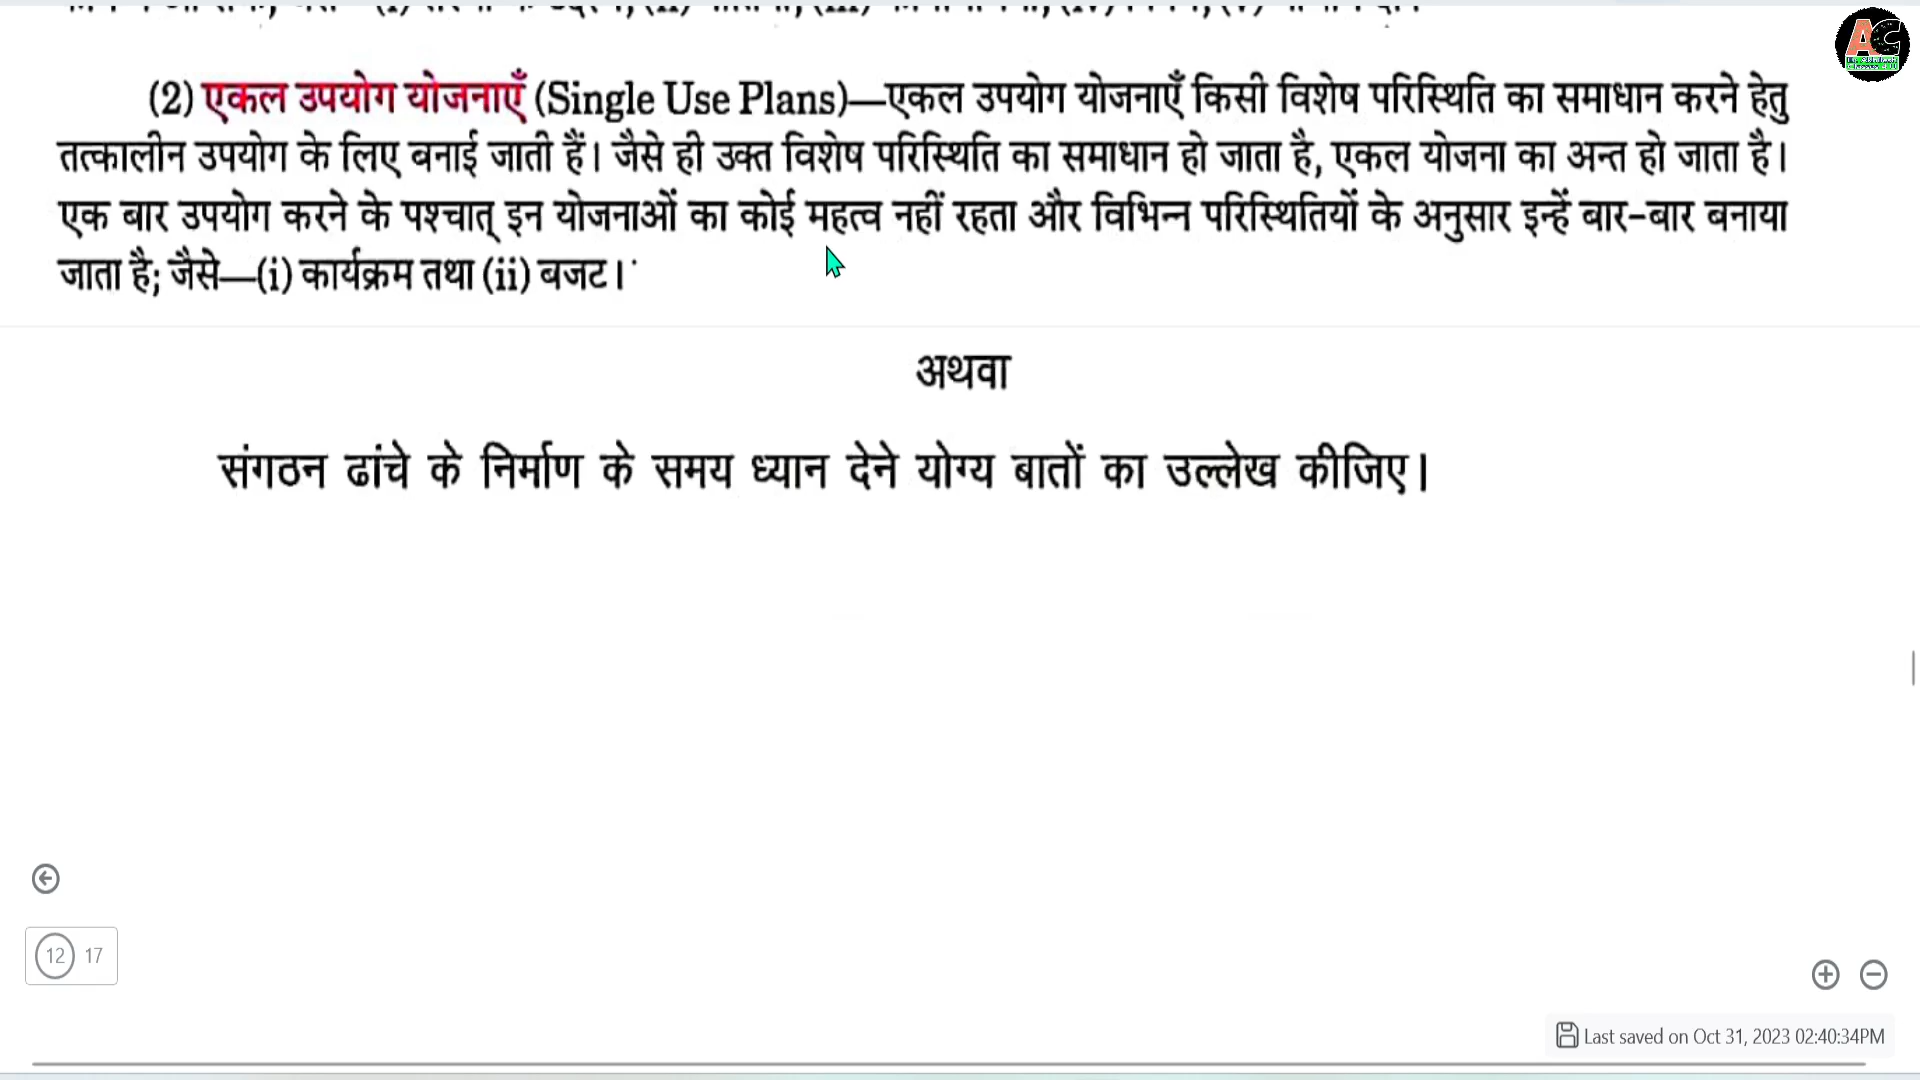 (2) एकल उपयोग योजनाएँ (Single Use Plans)—एकल उपयोग योजनाएँ किसी विशेष परिस्थिति का समाधान करने हेतु
तत्कालीन उपयोग के लिए बनाई जाती हैं। जैसे ही उक्त विशेष परिस्थिति का समाधान हो जाता है, एकल योजना का अन्त हो जाता है।
एक बार उपयोग करने के पश्चात् इन योजनाओं का कोई महत्व नहीं रहता और विभिन्न परिस्थितियों के अनुसार इन्हें बार-बार बनाया
जाता है; जैसे—(i) कार्यक्रम तथा (ii) बजट।
अथवा
संगठन ढांचे के निर्माण के समय ध्यान देने योग्य बातों का उल्लेख कीजिए।
12 17
Last saved on Oct 31, 2023 02:40:34PM
AC